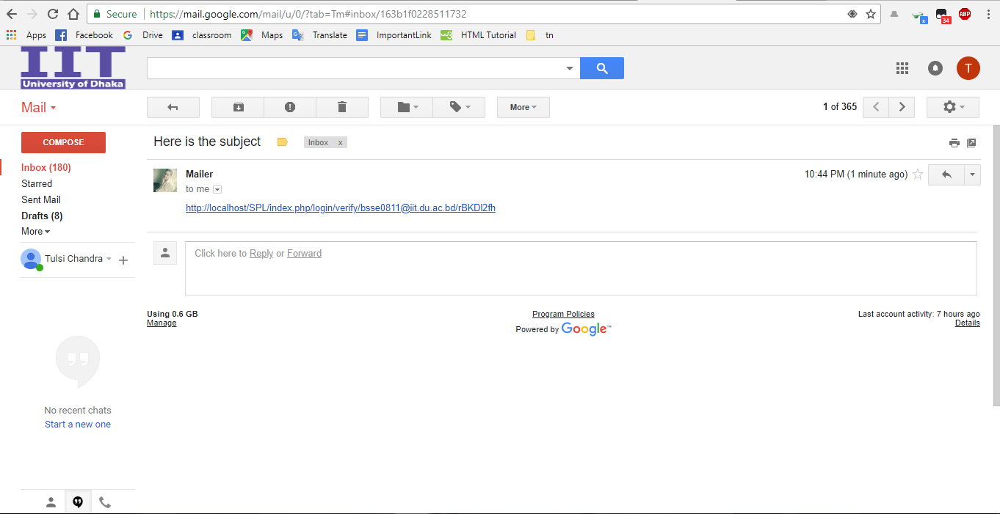 Secure https://mail.google.com/mail/u/0/?tab=Tm#inbox/163b1f0228511732
x 34 ABP
Apps Facebook Drive classroom Maps Translate ImportantLink HTML Tutorial tn
IIT
University of Dhaka
T
Mail
More
1 of 365
COMPOSE
Here is the subject Inbox x
Inbox (180)
Starred
Sent Mail
Drafts (8)
More
Mailer 10:44 PM (1 minute ago)
to me
http://localhost/SPL/index.php/login/verify/bsse0811@iit.du.ac.bd/rBKDl2fh
Tulsi Chandra
Click here to Reply or Forward
Using 0.6 GB Program Policies Last account activity: 7 hours ago
Manage Powered by Google™ Details
No recent chats
Start a new one